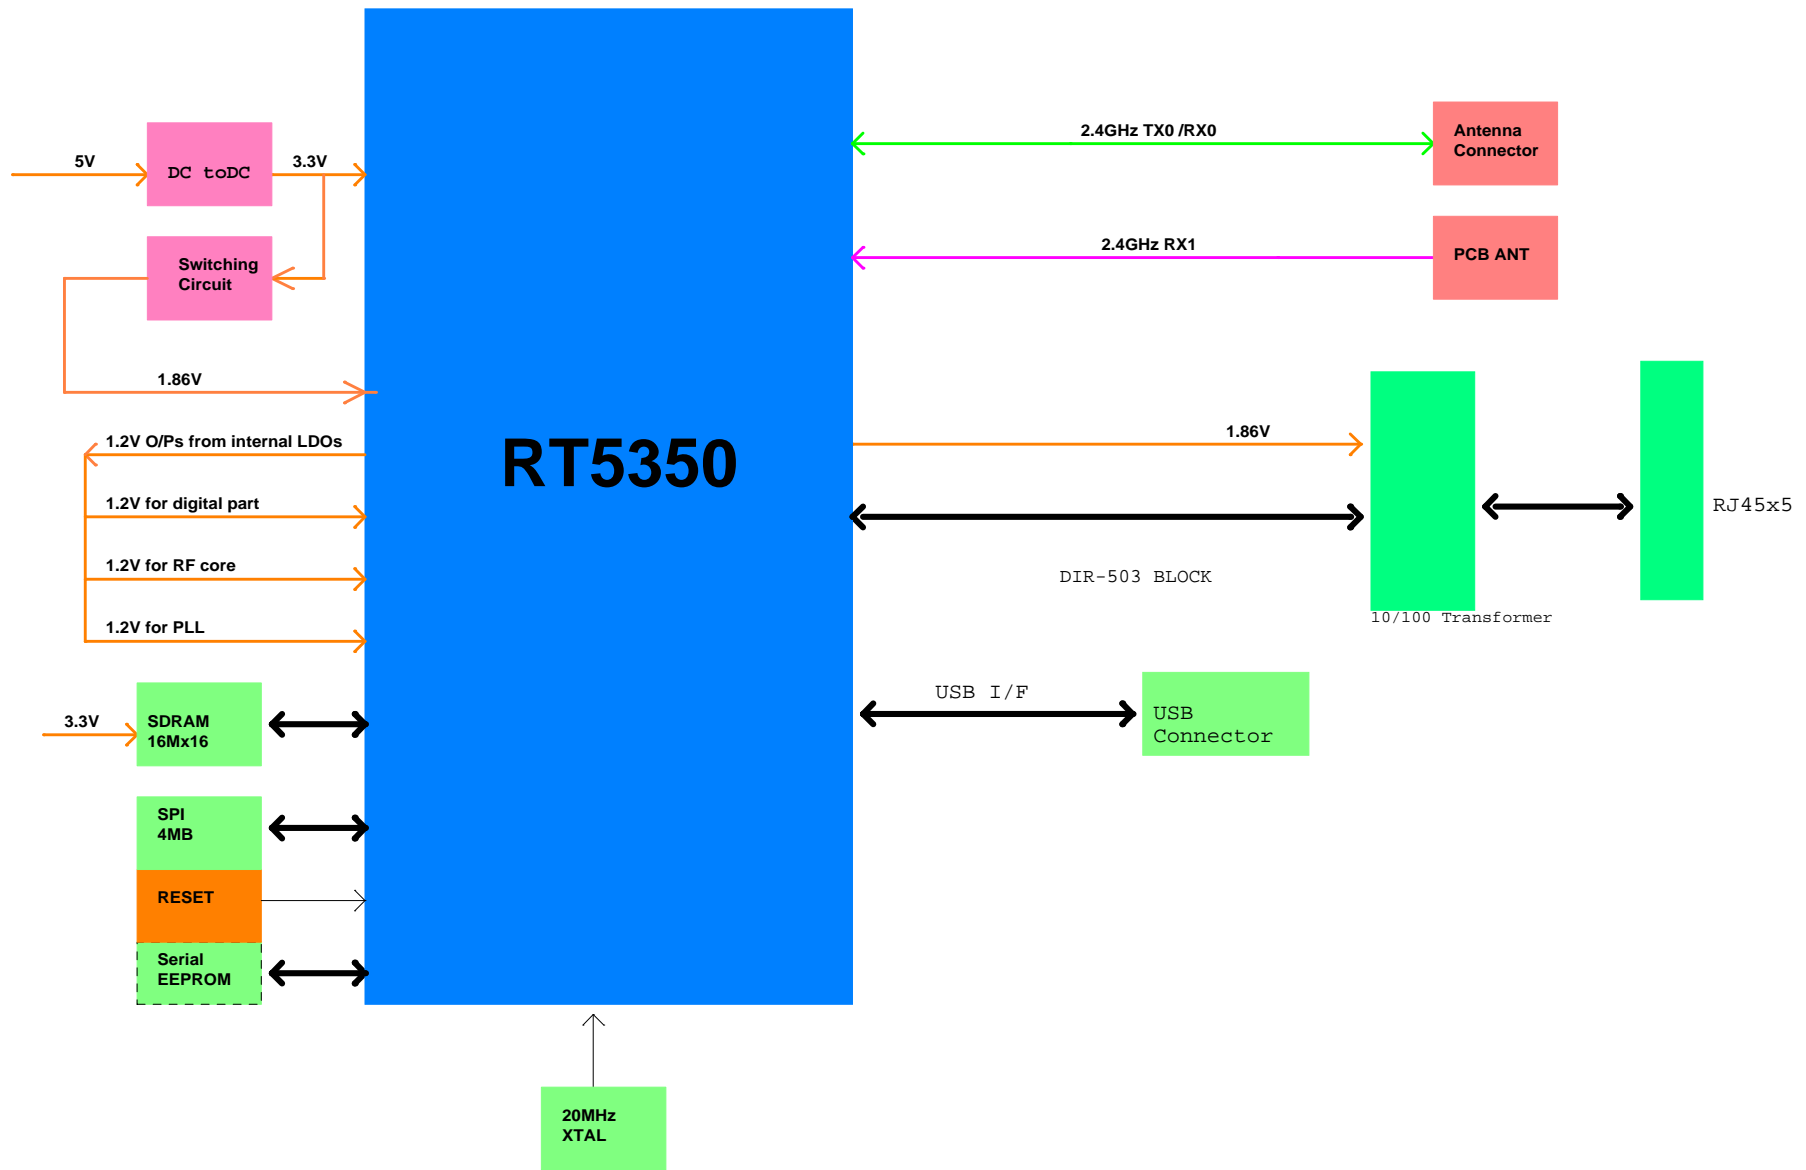 2.4GHz TX0 /RX0
Antenna
Connector
5V
DC toDC
3.3V
2.4GHz RX1
PCB ANT
Switching
Circuit
1.86V
1.2V O/Ps from internal LDOs
1.2V for digital part
1.2V for RF core
1.2V for PLL
RT5350
1.86V
RJ45x5
DIR-503 BLOCK
10/100 Transformer
USB I/F
USB
Connector
3.3V
SDRAM
16Mx16
SPI
4MB
RESET
Serial
EEPROM
20MHz
XTAL